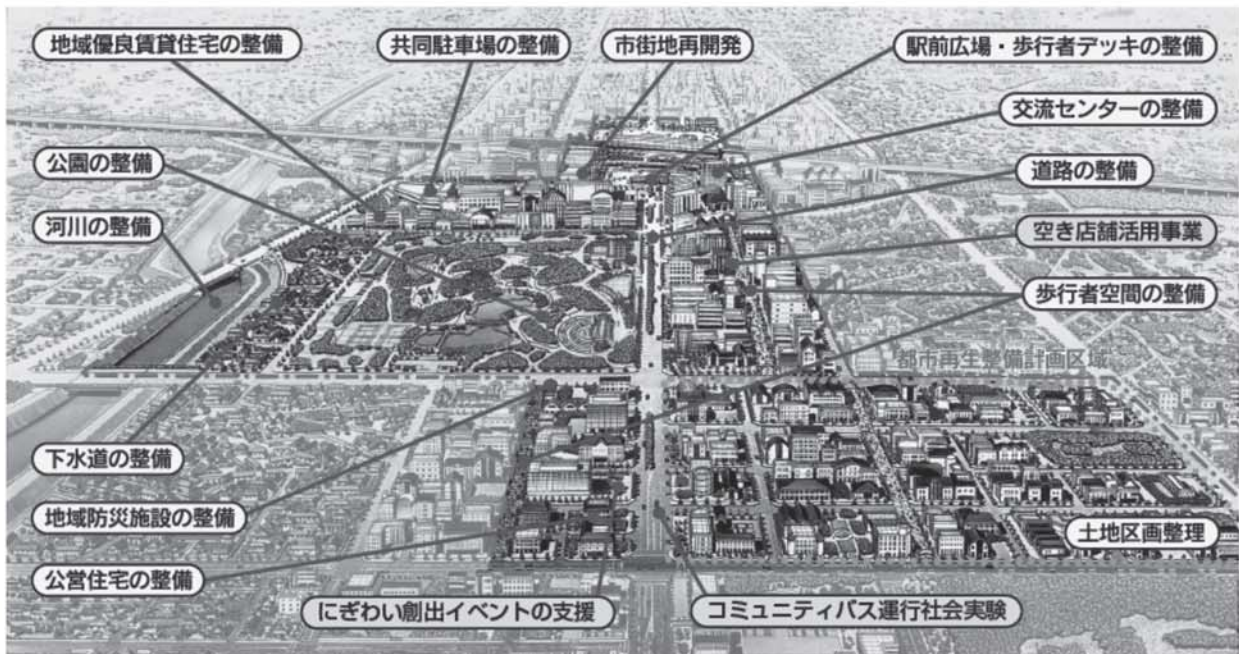 地域優良賃貸住宅の整備
共同駐車場の整備
市街地再開発
駅前広場・歩行者デッキの整備
交流センターの整備
公園の整備
道路の整備
河川の整備
空き店舗活用事業
歩行者空間の整備
都市再生整備計画区域
下水道の整備
地域防災施設の整備
土地区画整理
公営住宅の整備
にぎわい創出イベントの支援
コミュニティバス運行社会実験